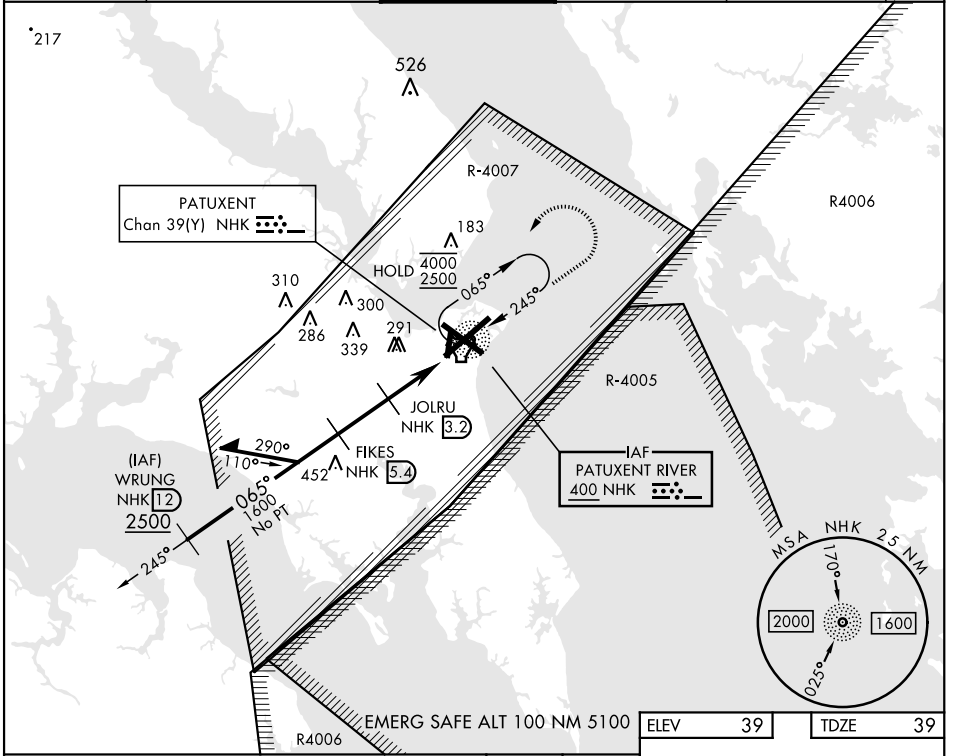 217
526
R-4007
R4006
PATUXENT
Chan 39(Y) NHK
183
HOLD 4000
2500
065°
245°
310
300
286
339
291
R-4005
JOLRU
NHK 3.2
290°
110°
FIKES
NHK 5.4
452
(IAF)
WRUNG
NHK 12
2500
065°
1600
No PT
245°
IAF
PATUXENT RIVER
400 NHK
MSA NHK 25 NM
170°
2000
1600
025°
EMERG SAFE ALT 100 NM 5100
ELEV 39
TDZE 39
R4006